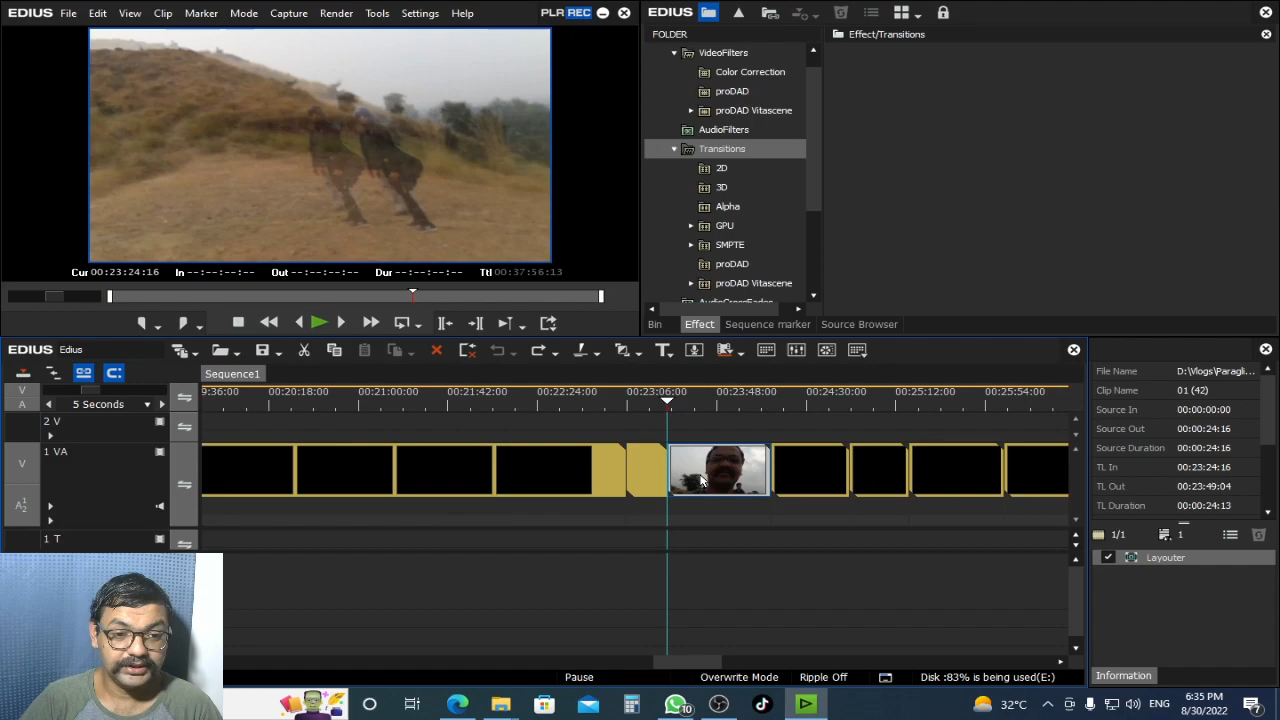 EDIUS File Edit View Clip Marker Mode Capture Render Tools Settings Help PLR REC
EDIUS
FOLDER
Effect/Transitions
VideoFilters
Color Correction
proDAD
proDAD Vitascene
AudioFilters
Transitions
2D
3D
Alpha
GPU
SMPTE
proDAD
proDAD Vitascene
AudioCrossFades
Cur 00:23:24:16 In --:--:--:-- Out --:--:--:-- Dur --:--:--:-- Ttl 00:37:56:13
Bin Effect Sequence marker Source Browser
EDIUS Edius
Sequence1
V
A
5 Seconds
9:36:00 00:20:18:00 00:21:00:00 00:21:42:00 00:22:24:00 00:23:06:00 00:23:48:00 00:24:30:00 00:25:12:00 00:25:54:00
2 V
1 VA
V
A 1 2
1 T
File Name D:\Vlogs\Paragli...
Clip Name 01 (42)
Source In 00:00:00:00
Source Out 00:00:24:16
Source Duration 00:00:24:16
TL In 00:23:24:16
TL Out 00:23:49:04
TL Duration 00:00:24:13
1/1 1
Layouter
Information
Pause Overwrite Mode Ripple Off Disk :83% is being used(E:)
10
32°C ENG 6:35 PM
8/30/2022